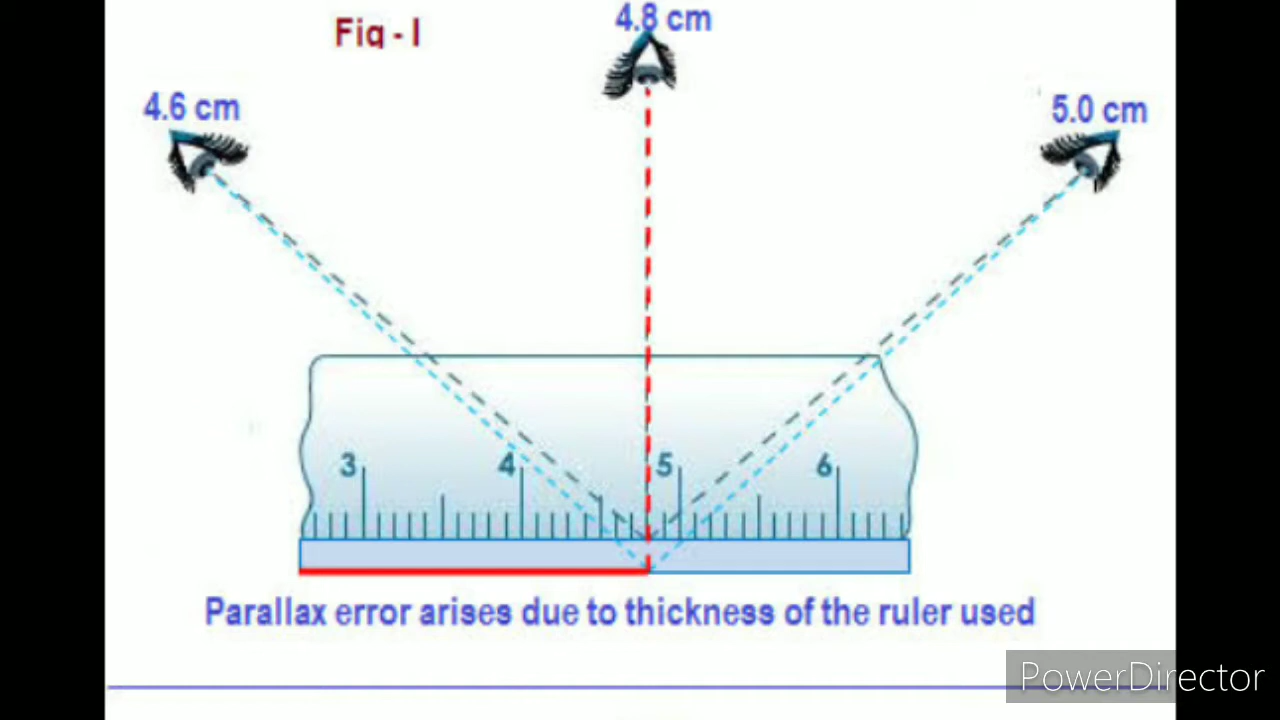 Fig - I
4.8 cm
4.6 cm
5.0 cm
3 4 5 6
Parallax error arises due to thickness of the ruler used
PowerDirector